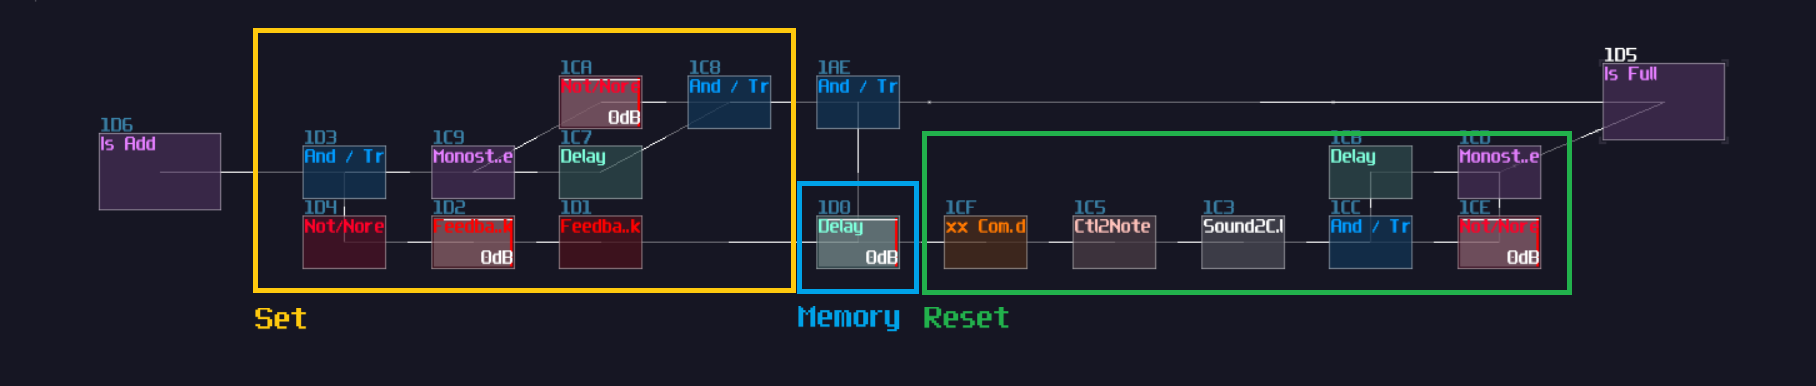 1D5
Is Full
1CA
Not/Nore
0dB
1C8
And / Tr
1AE
And / Tr
1D6
Is Add
1D3
And / Tr
1C9
Monost..e
1C7
Delay
1CB
Delay
1CD
Monost..e
1D4
Not/Nore
1D2
Feedba..k
0dB
1D1
Feedba..k
1D0
Delay
0dB
1CF
xx Com.d
1C5
Ctl2Note
1C3
Sound2C.l
1CC
And / Tr
1CE
Not/Nore
0dB
Set
Memory
Reset